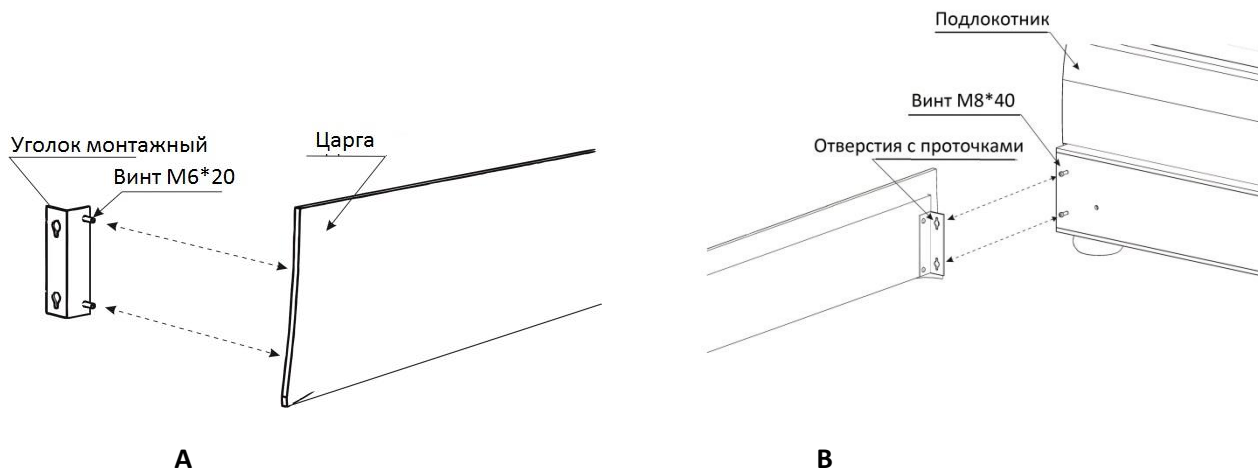 Подлокотник
Винт М8*40
Отверстия с проточками
Уголок монтажный
Винт М6*20
Царга
А
В